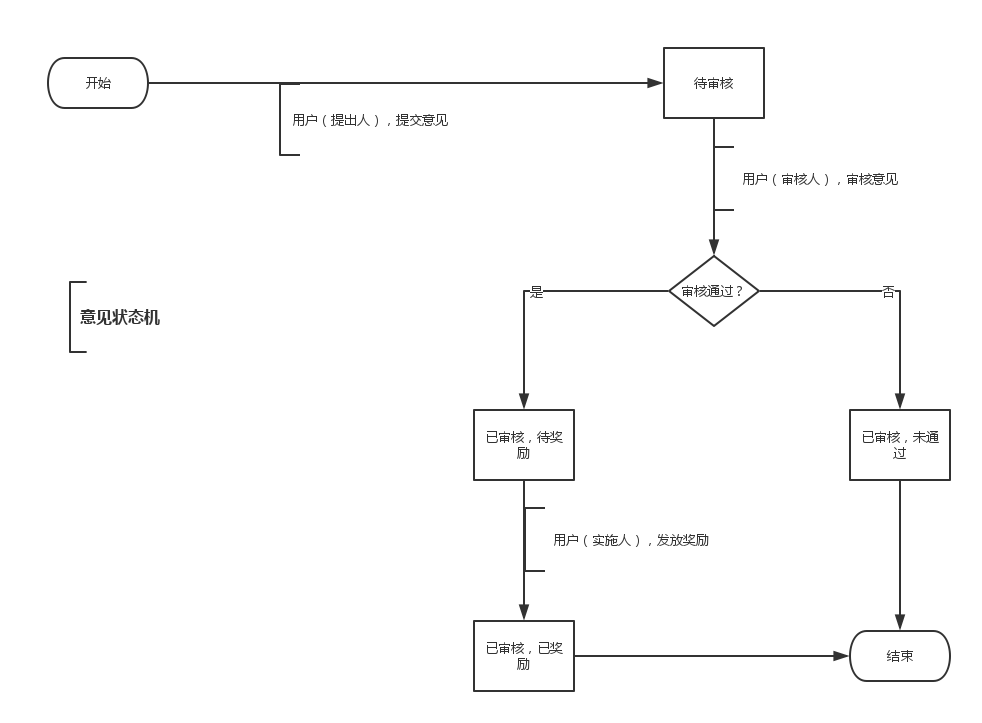 开始
待审核
用户（提出人），提交意见
用户（审核人），审核意见
是
审核通过？
否
意见状态机
已审核，待奖
励
已审核，未通
过
用户（实施人），发放奖励
已审核，已奖
励
结束